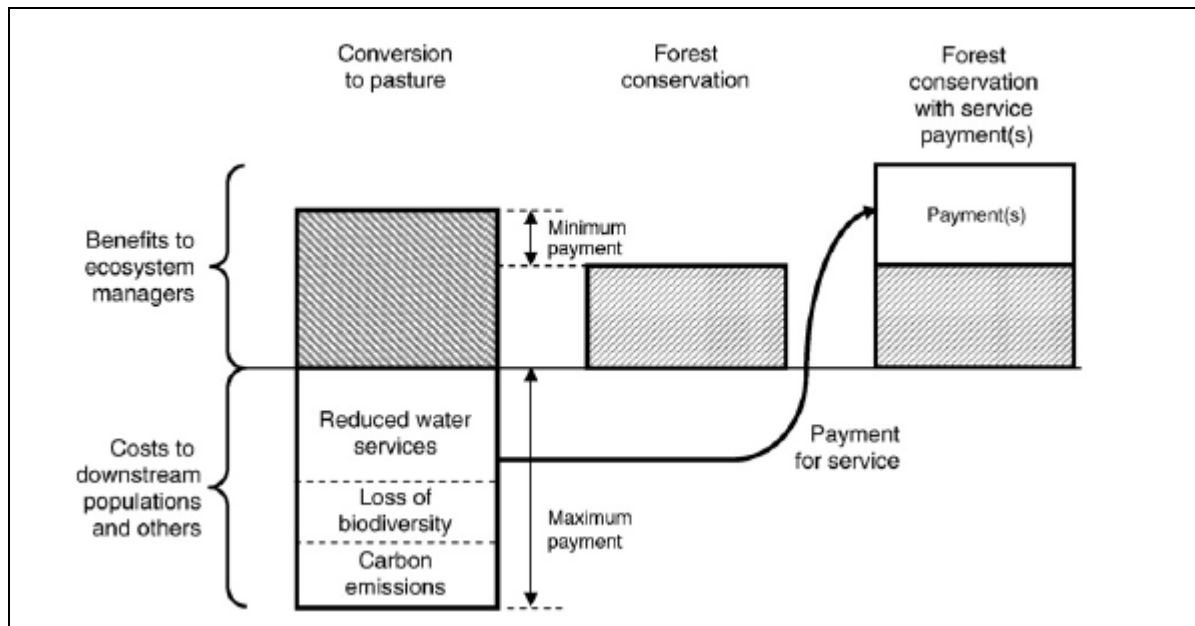 Conversion
to pasture
Forest
conservation
Forest
conservation
with service
payment(s)
Benefits to
ecosystem
managers
Minimum
payment
Payment(s)
Costs to
downstream
populations
and others
Reduced water
services
Loss of
biodiversity
Carbon
emissions
Maximum
payment
Payment
for service